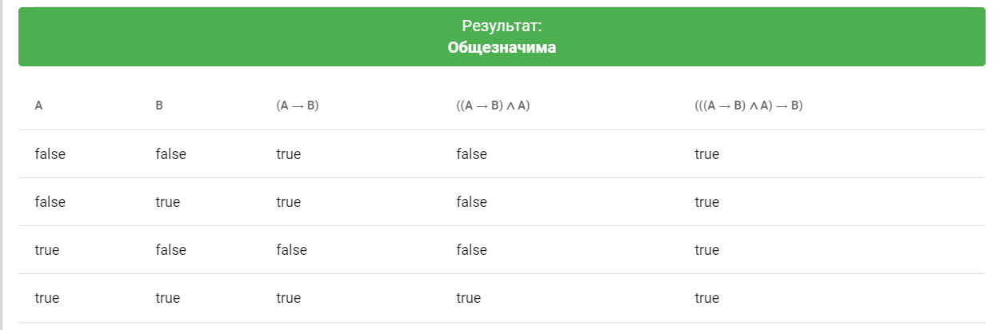 Результат:
Общезначима
A B (A → B) ((A → B) ∧ A) (((A → B) ∧ A) → B)
false false true false true
false true true false true
true false false false true
true true true true true